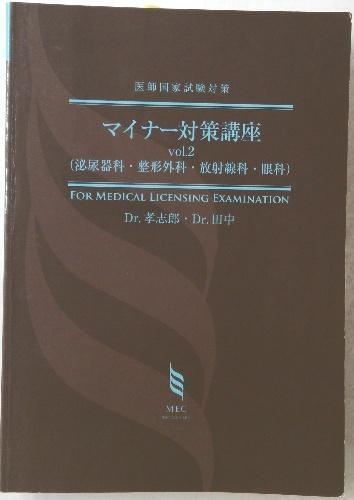 医師国家試験対策
マイナー対策講座
vol.2
(泌尿器科・整形外科・放射線科・眼科)
FOR MEDICAL LICENSING EXAMINATION
Dr. 孝志郎・Dr. 田中
MEC